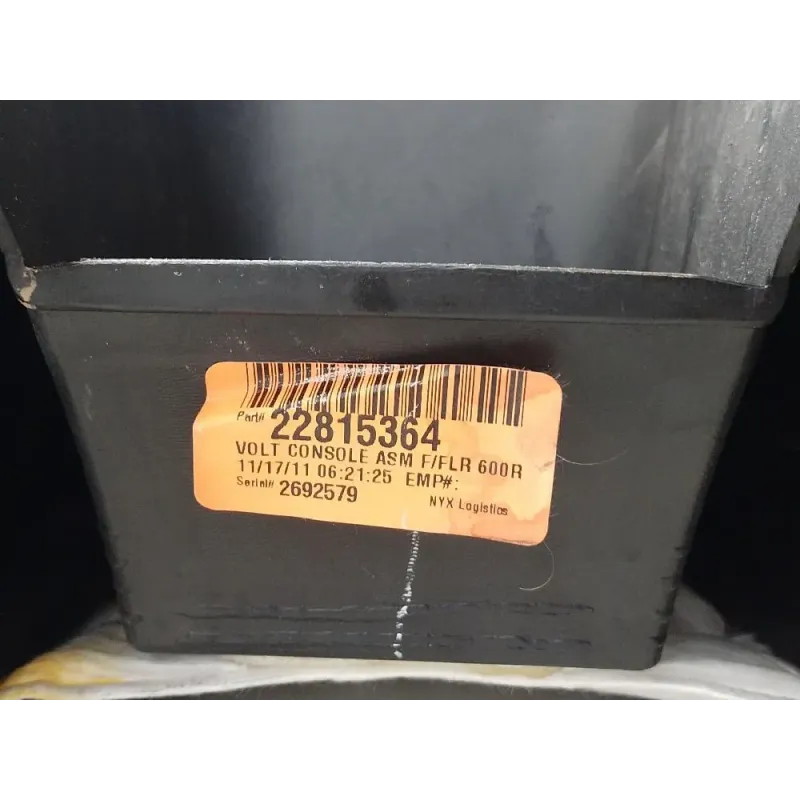 Part# 22815364
VOLT CONSOLE ASM F/FLR 600R
11/17/11 06:21:25 EMP#:
Serial# 2692579
NYX Logistics